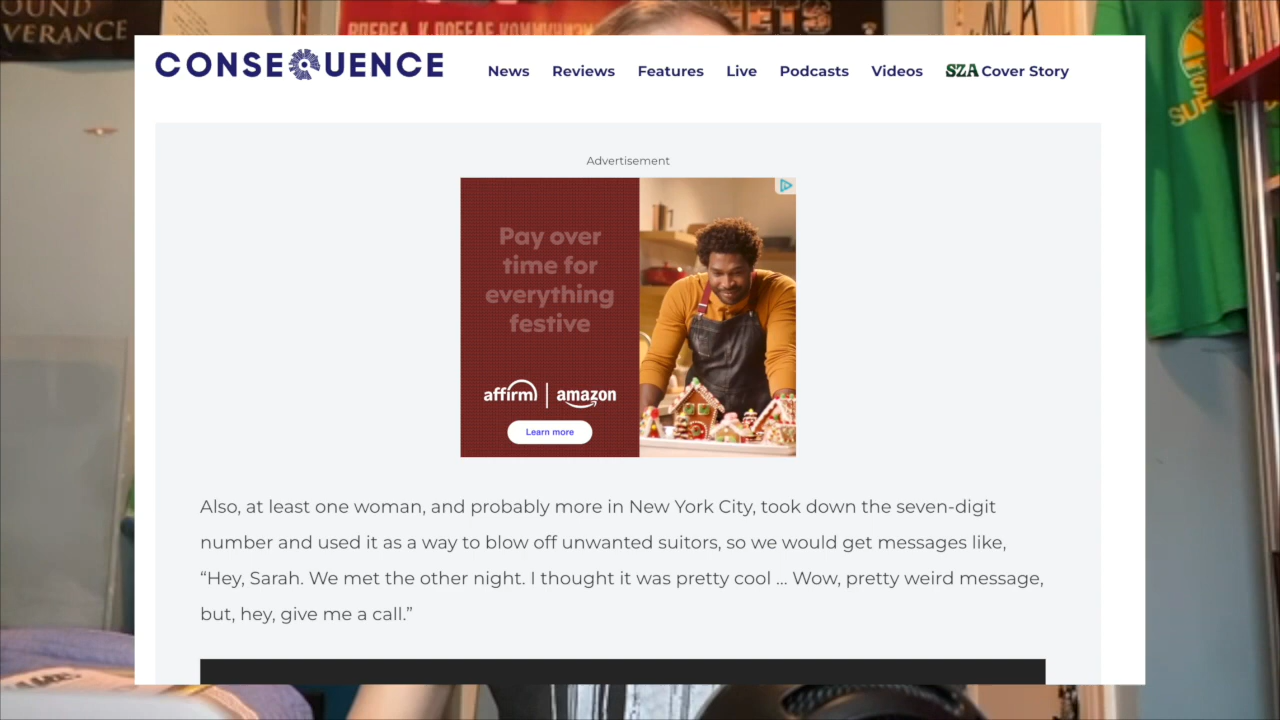 OUND
VERANCE
CONSEQUENCE
News Reviews Features Live Podcasts Videos SZA Cover Story
SUP
Advertisement
Pay over
time for
everything
festive
affirm | amazon
Learn more
Also, at least one woman, and probably more in New York City, took down the seven-digit
number and used it as a way to blow off unwanted suitors, so we would get messages like,
“Hey, Sarah. We met the other night. I thought it was pretty cool ... Wow, pretty weird message,
but, hey, give me a call.”